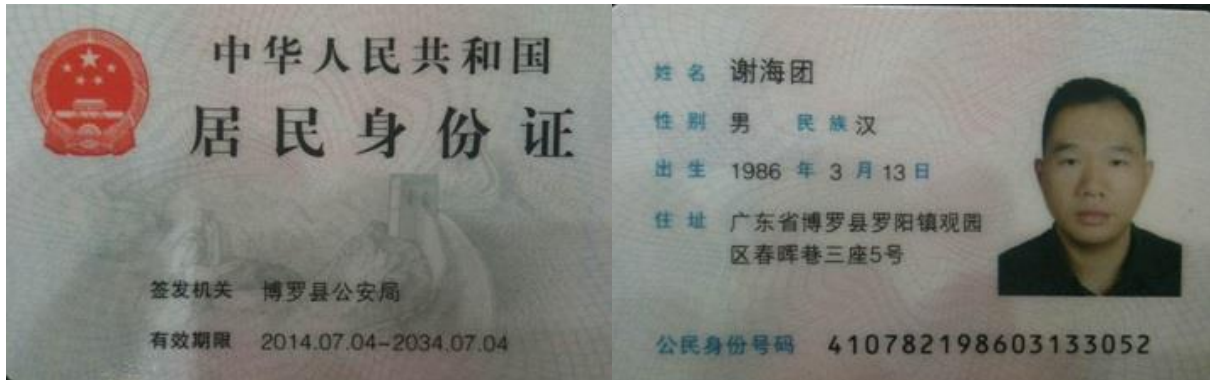 中华人民共和国
居民身份证
签发机关 博罗县公安局
有效期限 2014.07.04-2034.07.04
姓名 谢海团
性别 男 民族 汉
出生 1986 年 3 月 13 日
住址 广东省博罗县罗阳镇观园
区春晖巷三座5号
公民身份号码 410782198603133052